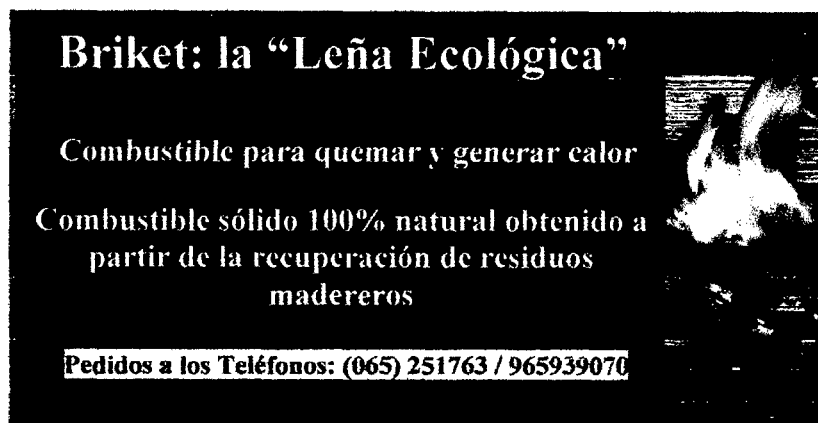 Briket: la “Leña Ecológica”
Combustible para quemar y generar calor
Combustible sólido 100% natural obtenido a
partir de la recuperación de residuos
madereros
Pedidos a los Teléfonos: (065) 251763 / 965939070